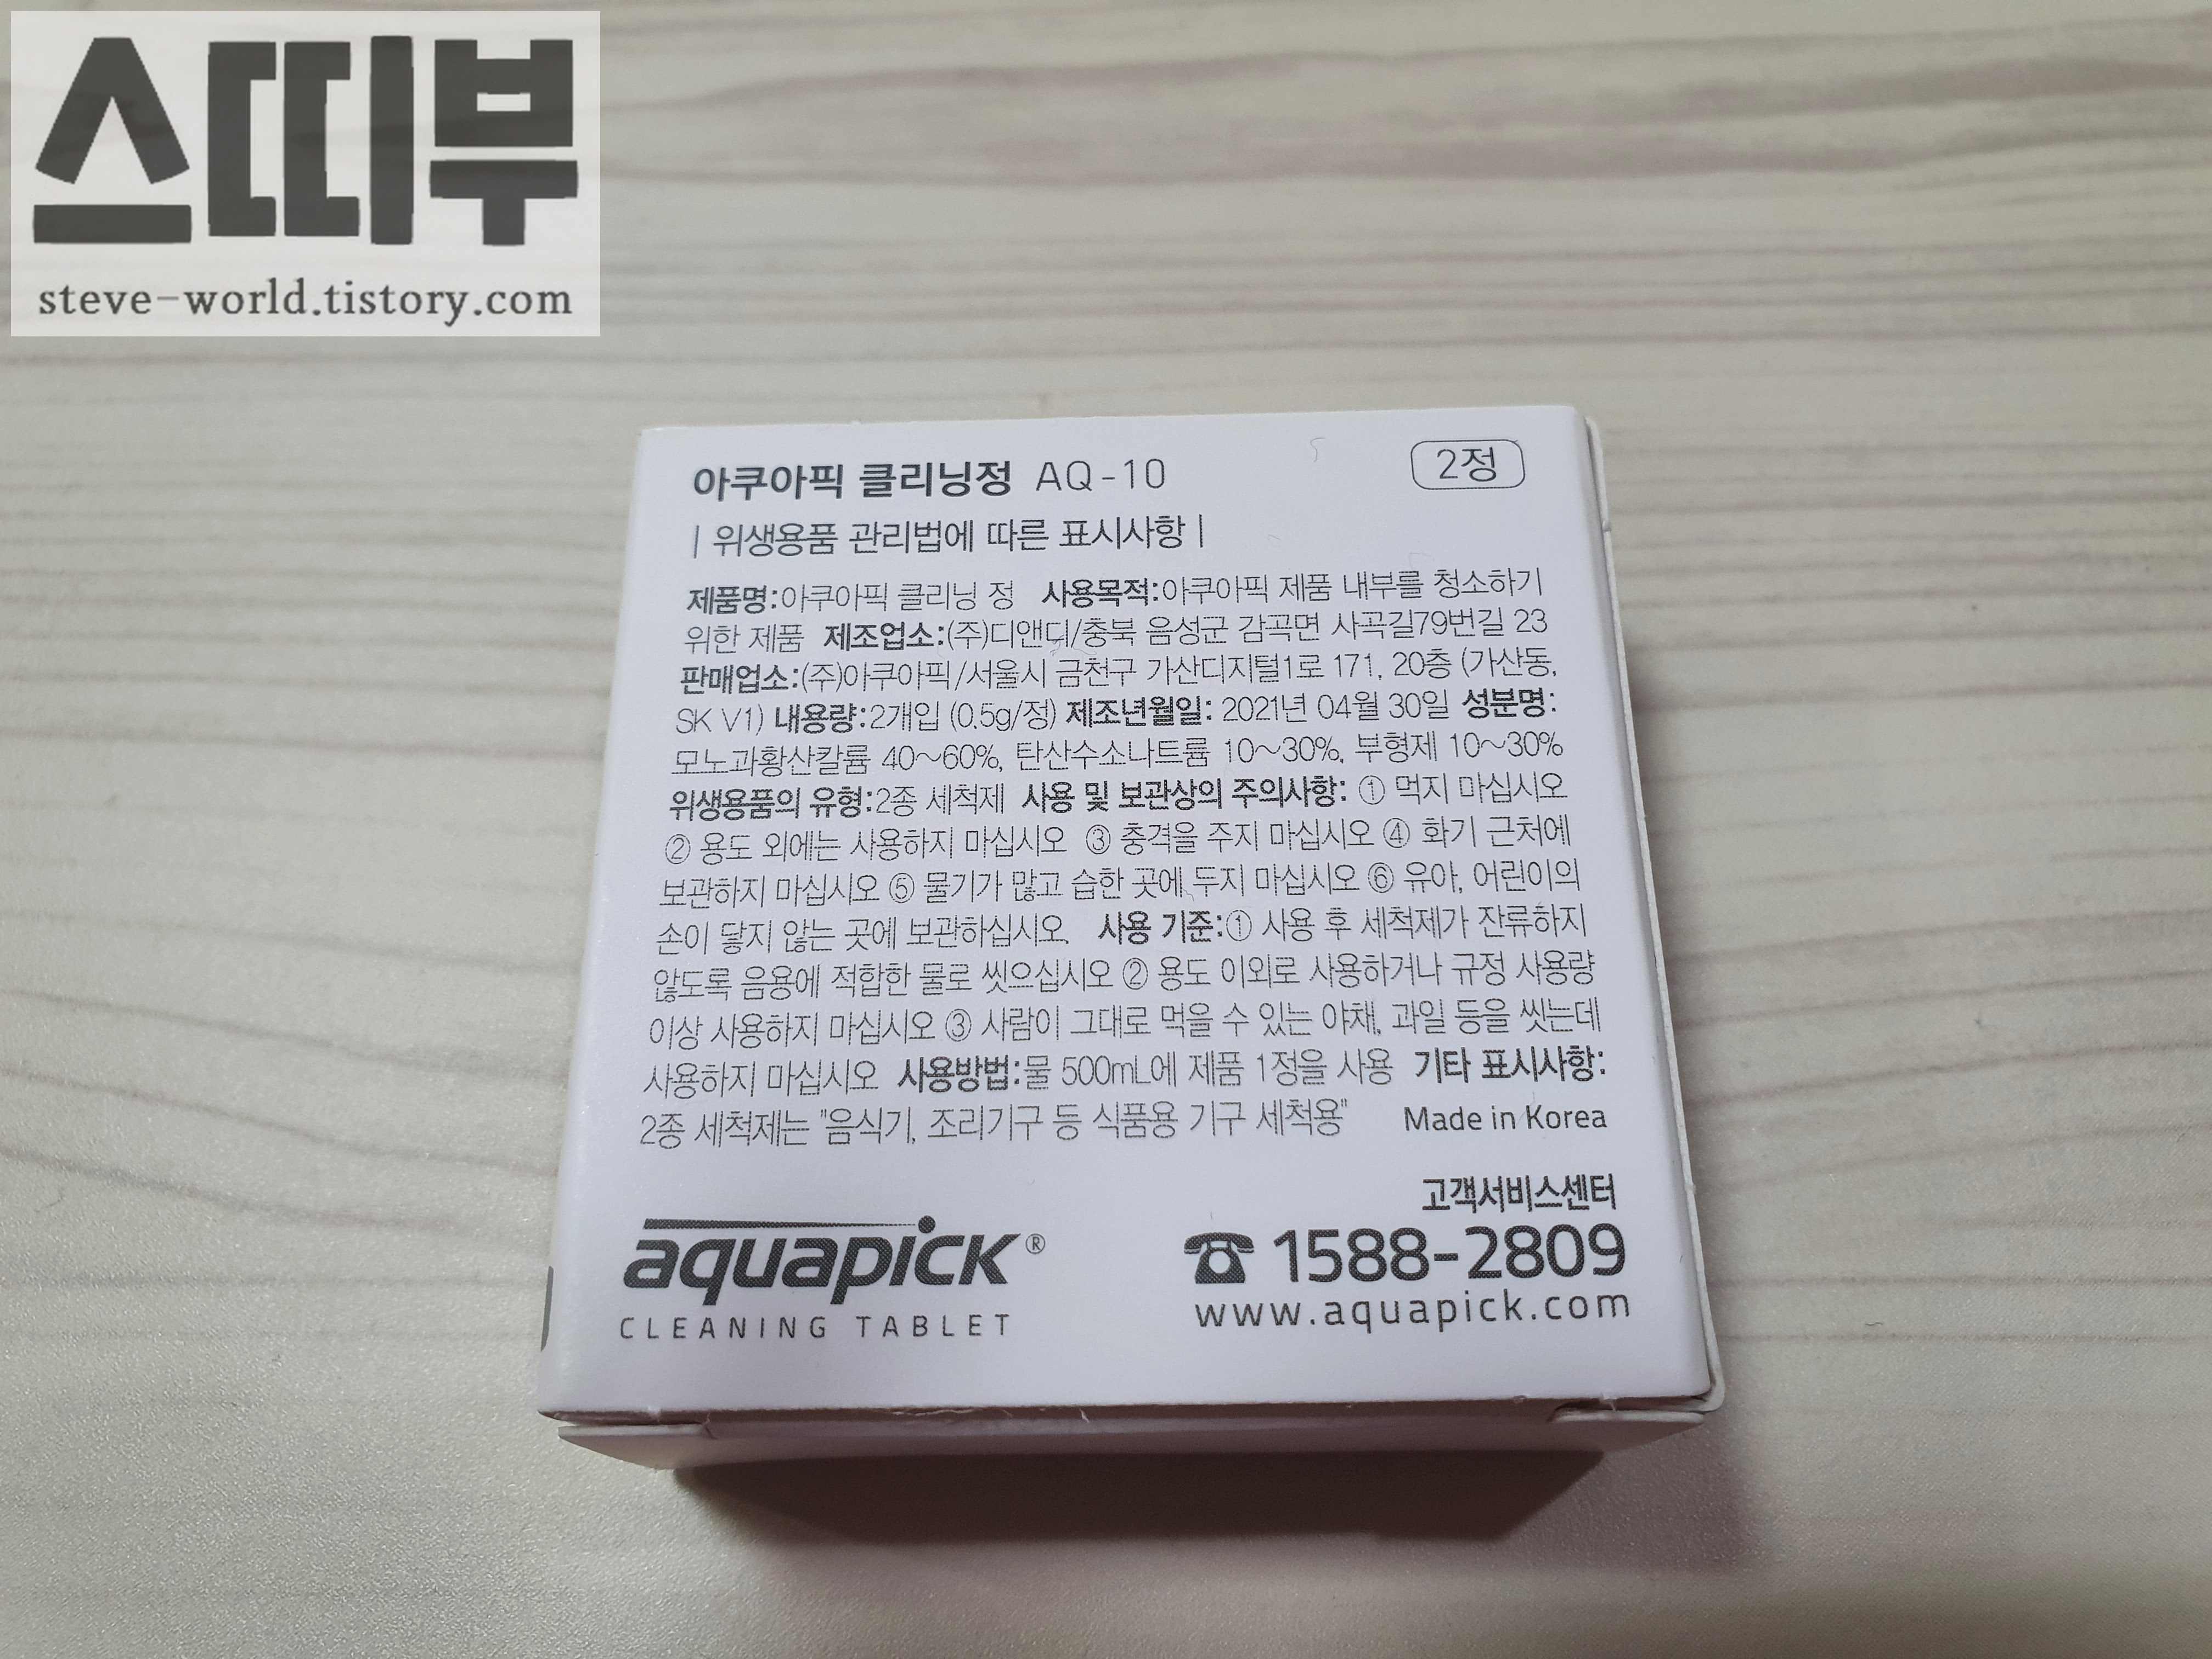 스띠부
steve-world.tistory.com
아쿠아픽 클리닝정 AQ-10 2정
| 위생용품 관리법에 따른 표시사항 |
제품명:아쿠아픽 클리닝 정 사용목적:아쿠아픽 제품 내부를 청소하기
위한 제품 제조업소:(주)디앤디/충북 음성군 감곡면 사곡길79번길 23
판매업소:(주)아쿠아픽/서울시 금천구 가산디지털1로 171, 20층 (가산동,
SK V1) 내용량:2개입 (0.5g/정) 제조년월일: 2021년 04월 30일 성분명:
모노과황산칼륨 40~60%, 탄산수소나트륨 10~30%, 부형제 10~30%
위생용품의 유형:2종 세척제 사용 및 보관상의 주의사항: ① 먹지 마십시오
② 용도 외에는 사용하지 마십시오 ③ 충격을 주지 마십시오 ④ 화기 근처에
보관하지 마십시오 ⑤ 물기가 많고 습한 곳에 두지 마십시오 ⑥ 유아, 어린이의
손이 닿지 않는 곳에 보관하십시오. 사용 기준:① 사용 후 세척제가 잔류하지
않도록 음용에 적합한 물로 씻으십시오 ② 용도 이외로 사용하거나 규정 사용량
이상 사용하지 마십시오 ③ 사람이 그대로 먹을 수 있는 야채, 과일 등을 씻는데
사용하지 마십시오 사용방법:물 500mL에 제품 1정을 사용 기타 표시사항:
2종 세척제는 "음식기, 조리기구 등 식품용 기구 세척용" Made in Korea
고객서비스센터
aquapick® ☎ 1588-2809
CLEANING TABLET www.aquapick.com